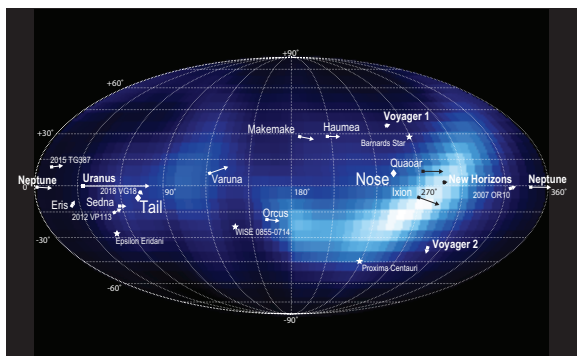 +90°
+60°
Voyager 1
+30°
Makemake
Haumea
Barnards Star
2015 TG387
Quaoar
Neptune
Uranus
Nose
New Horizons
Neptune
0
2018 VG18
90°
Varuna
180°
Ixion
270°
2007 OR10
360°
Eris
Sedna
Tail
2012 VP113
Orcus
WISE 0855-0714
-30°
Epsilon Eridani
Voyager 2
Proxima Centauri
-60°
-90°